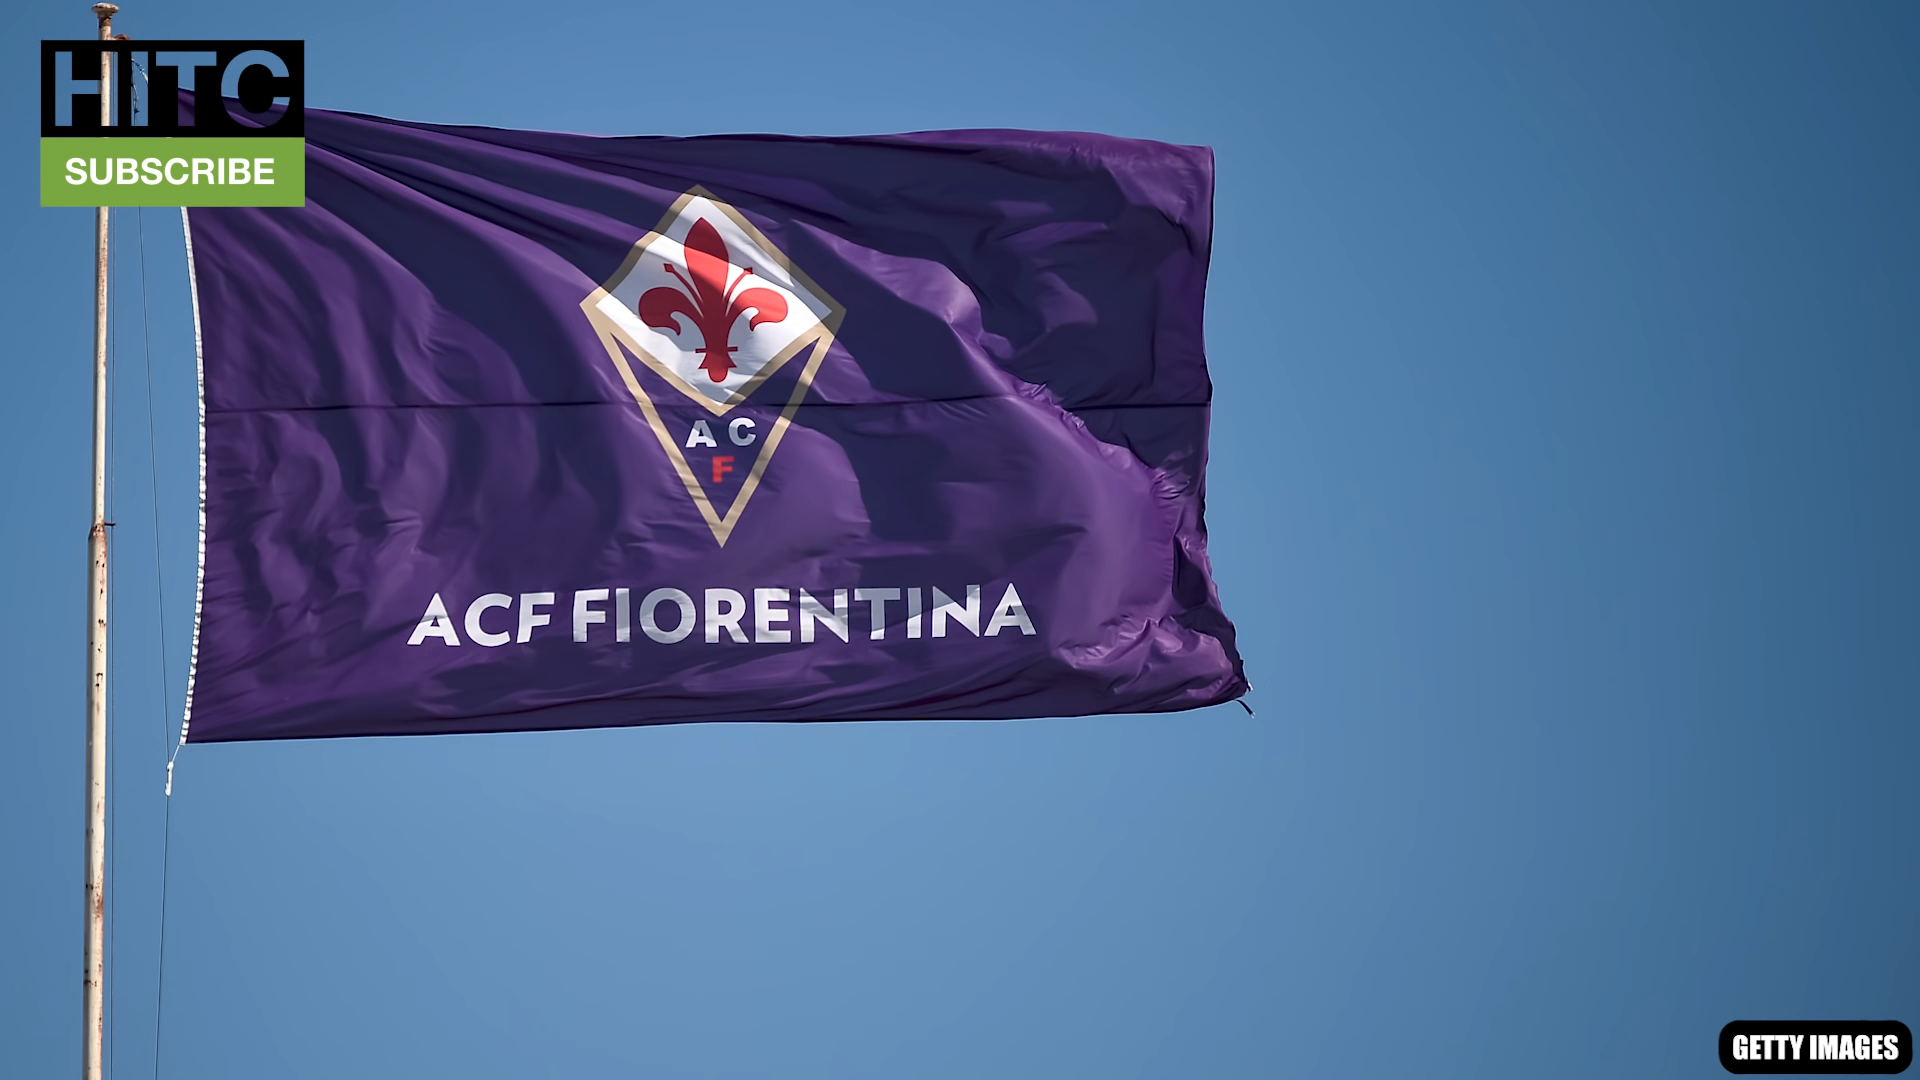 HITC
SUBSCRIBE
A C
F
ACF FIORENTINA
GETTY IMAGES